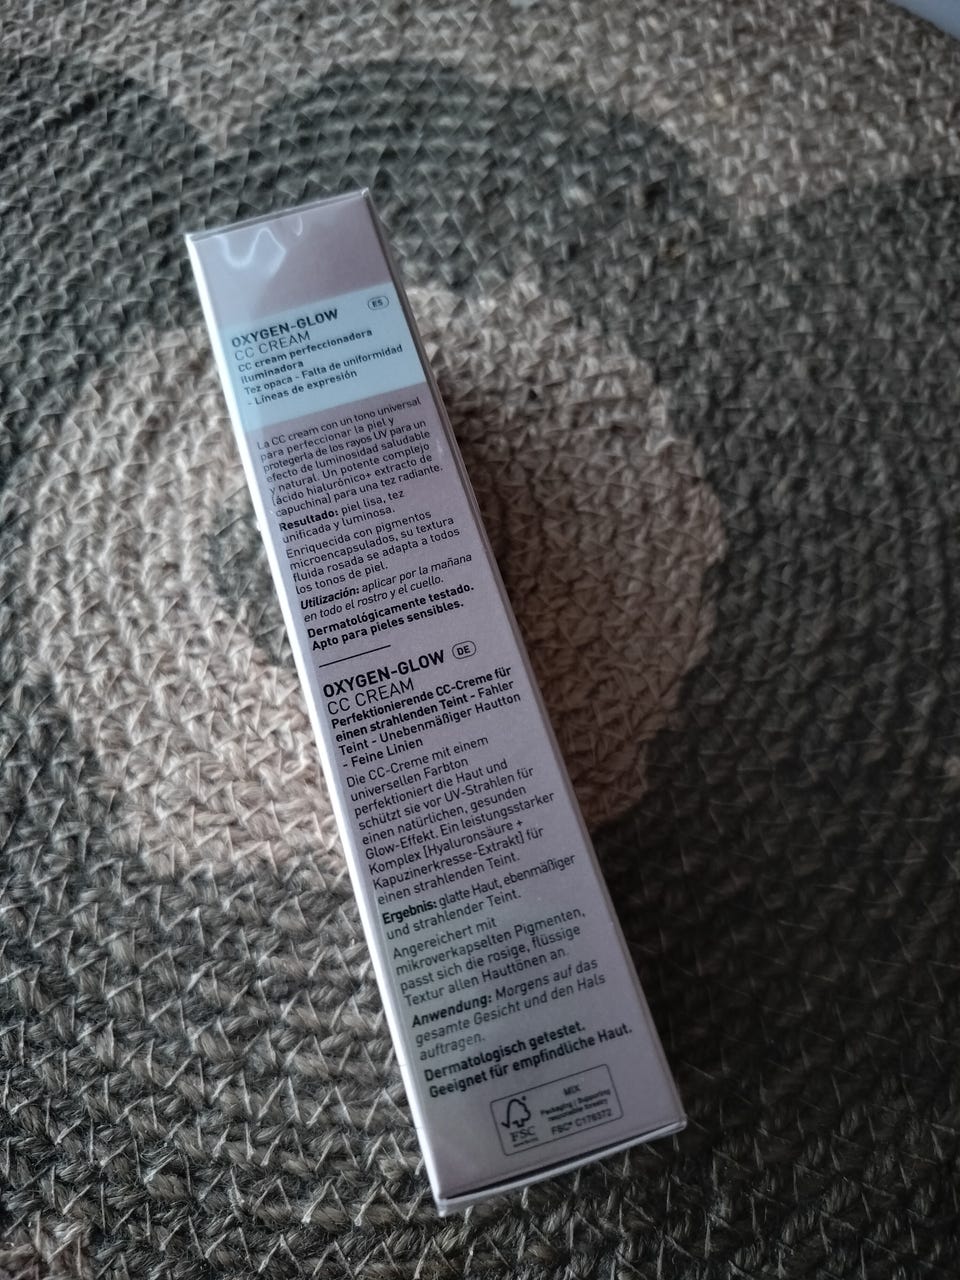 OXYGEN-GLOW ES
CC CREAM
CC cream perfeccionadora
iluminadora
Tez opaca - Falta de uniformidad
- Líneas de expresión
La CC cream con un tono universal
para perfeccionar la piel y
protegerla de los rayos UV para un
efecto de luminosidad saludable
y natural. Un potente complejo
[ácido hialurónico+ extracto de
capuchina] para una tez radiante.
Resultado: piel lisa, tez
unificada y luminosa.
Enriquecida con pigmentos
microencapsulados, su textura
fluida rosada se adapta a todos
los tonos de piel.
Utilización: aplicar por la mañana
en todo el rostro y el cuello.
Dermatológicamente testado.
Apto para pieles sensibles.
OXYGEN-GLOW DE
CC CREAM
Perfektionierende CC-Creme für
einen strahlenden Teint - Fahler
Teint - Unebenmäßiger Hautton
- Feine Linien
Die CC-Creme mit einem
universellen Farbton
perfektioniert die Haut und
schützt sie vor UV-Strahlen für
einen natürlichen, gesunden
Glow-Effekt. Ein leistungsstarker
Komplex [Hyaluronsäure +
Kapuzinerkresse-Extrakt] für
einen strahlenden Teint.
Ergebnis: glatte Haut, ebenmäßiger
und strahlender Teint.
Angereichert mit
mikroverkapselten Pigmenten,
passt sich die rosige, flüssige
Textur allen Hauttönen an.
Anwendung: Morgens auf das
gesamte Gesicht und den Hals
auftragen.
Dermatologisch getestet.
Geeignet für empfindliche Haut.
MIX
Packaging | Supporting
responsible forestry
FSC® C176372
FSC